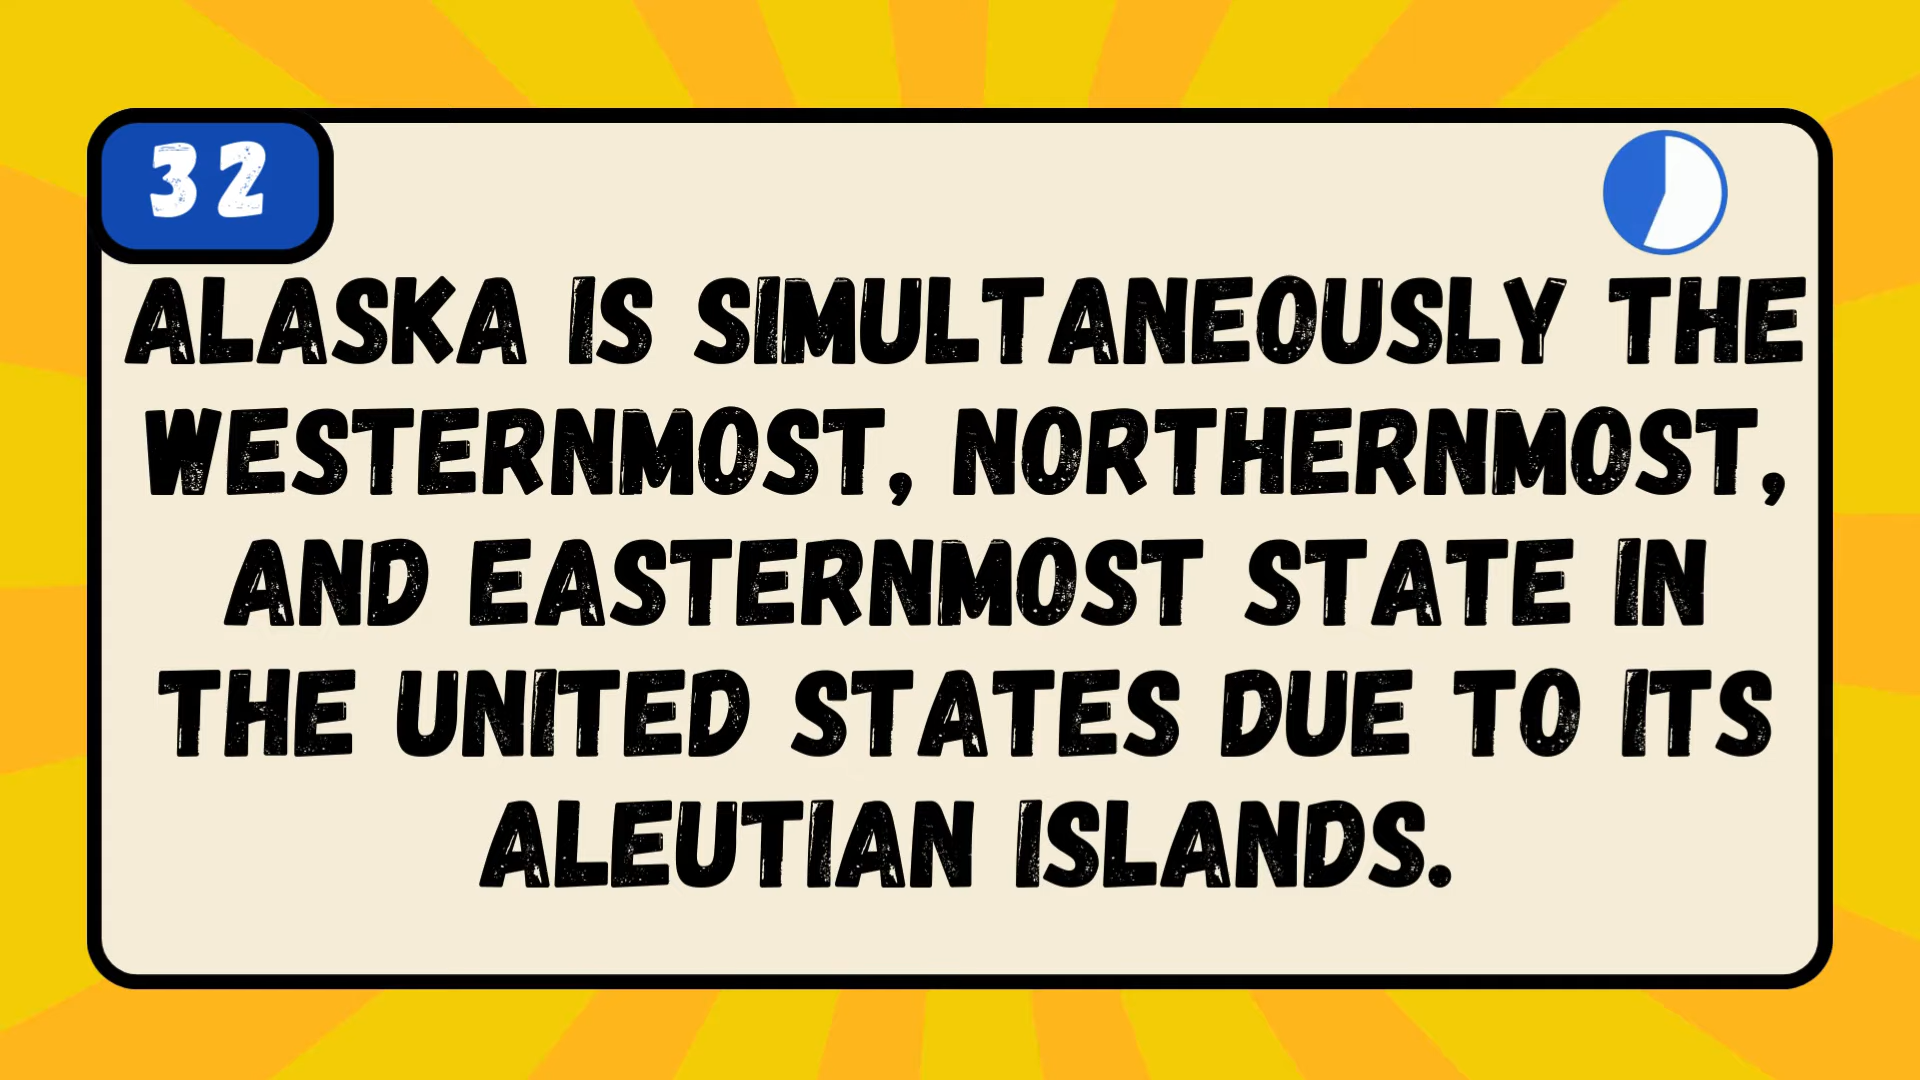 32
ALASKA IS SIMULTANEOUSLY THE
WESTERNMOST, NORTHERNMOST,
AND EASTERNMOST STATE IN
THE UNITED STATES DUE TO ITS
ALEUTIAN ISLANDS.